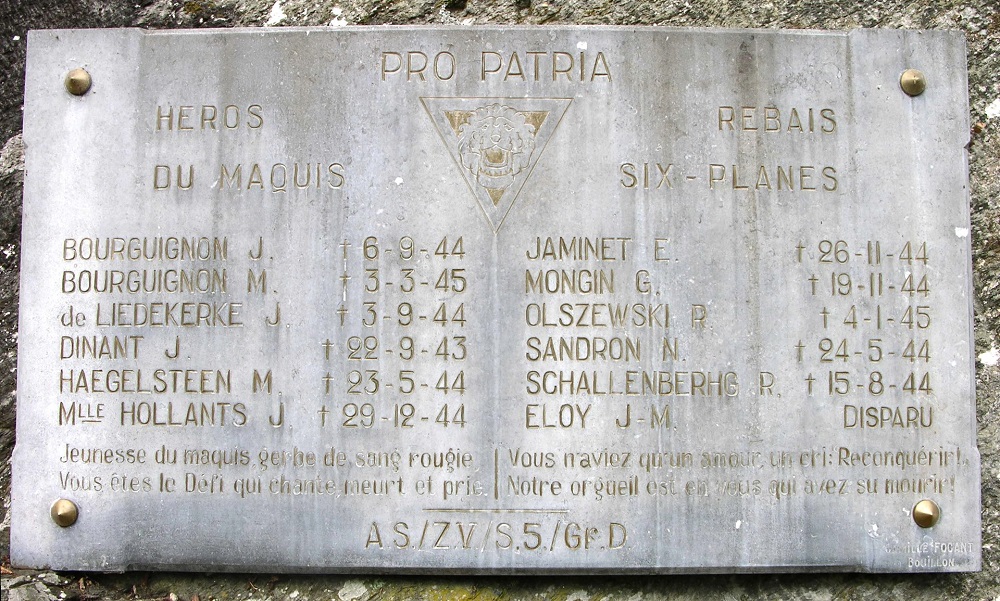 PRO PATRIA
HEROS
DU MAQUIS
REBAIS
SIX-PLANES
BOURGUIGNON J. † 6-9-44
BOURGUIGNON M. † 3-3-45
de LIEDEKERKE J. † 3-9-44
DINANT J. † 22-9-43
HAEGELSTEEN M. † 23-5-44
MLLE HOLLANTS J. † 29-12-44
JAMINET E. † 26-11-44
MONGIN G. † 19-11-44
OLSZEWSKI R. † 4-1-45
SANDRON N. † 24-5-44
SCHALLENBERHG R. † 15-8-44
ELOY J-M. DISPARU
Jeunesse du maquis, gerbe de sang rougie
Vous êtes le Défi qui chante, meurt et prie
Vous n'aviez qu'un amour, un cri: Reconquérir!
Notre orgueil est en vous qui avez su mourir!
A.S./Z.V/S.5./Gr.D.
FOCANT
BOUILLON